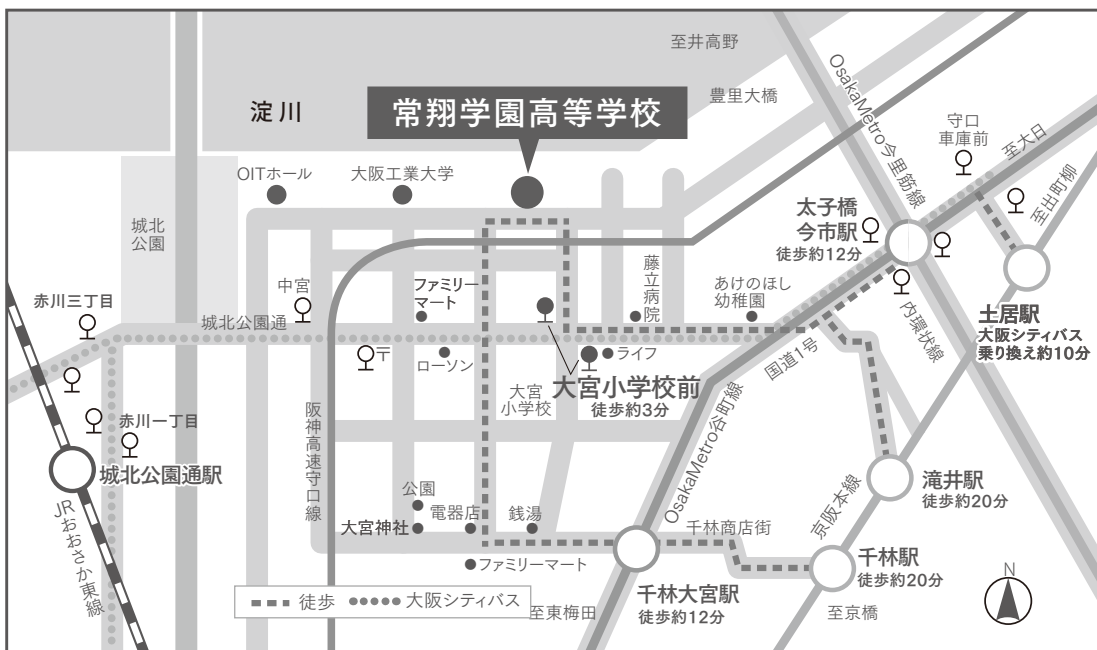 至井高野
OsakaMetro今里筋線
豊里大橋
淀川
常翔学園高等学校
守口
車庫前
至大日
至出町柳
OITホール
大阪工業大学
城北
公園
太子橋
今市駅
徒歩約12分
藤立病院
あけのほし
幼稚園
中宮
ファミリー
マート
赤川三丁目
城北公園通
内環状線
土居駅
大阪シティバス
乗り換え約10分
〒
ローソン
ライフ
国道1号
大宮小学校前
徒歩約3分
大宮
小学校
阪神高速守口線
OsakaMetro谷町線
赤川一丁目
城北公園通駅
JRおおさか東線
公園
大宮神社
電器店
銭湯
千林商店街
京阪本線
滝井駅
徒歩約20分
ファミリーマート
千林大宮駅
徒歩約12分
千林駅
徒歩約20分
徒歩
大阪シティバス
至東梅田
至京橋
N